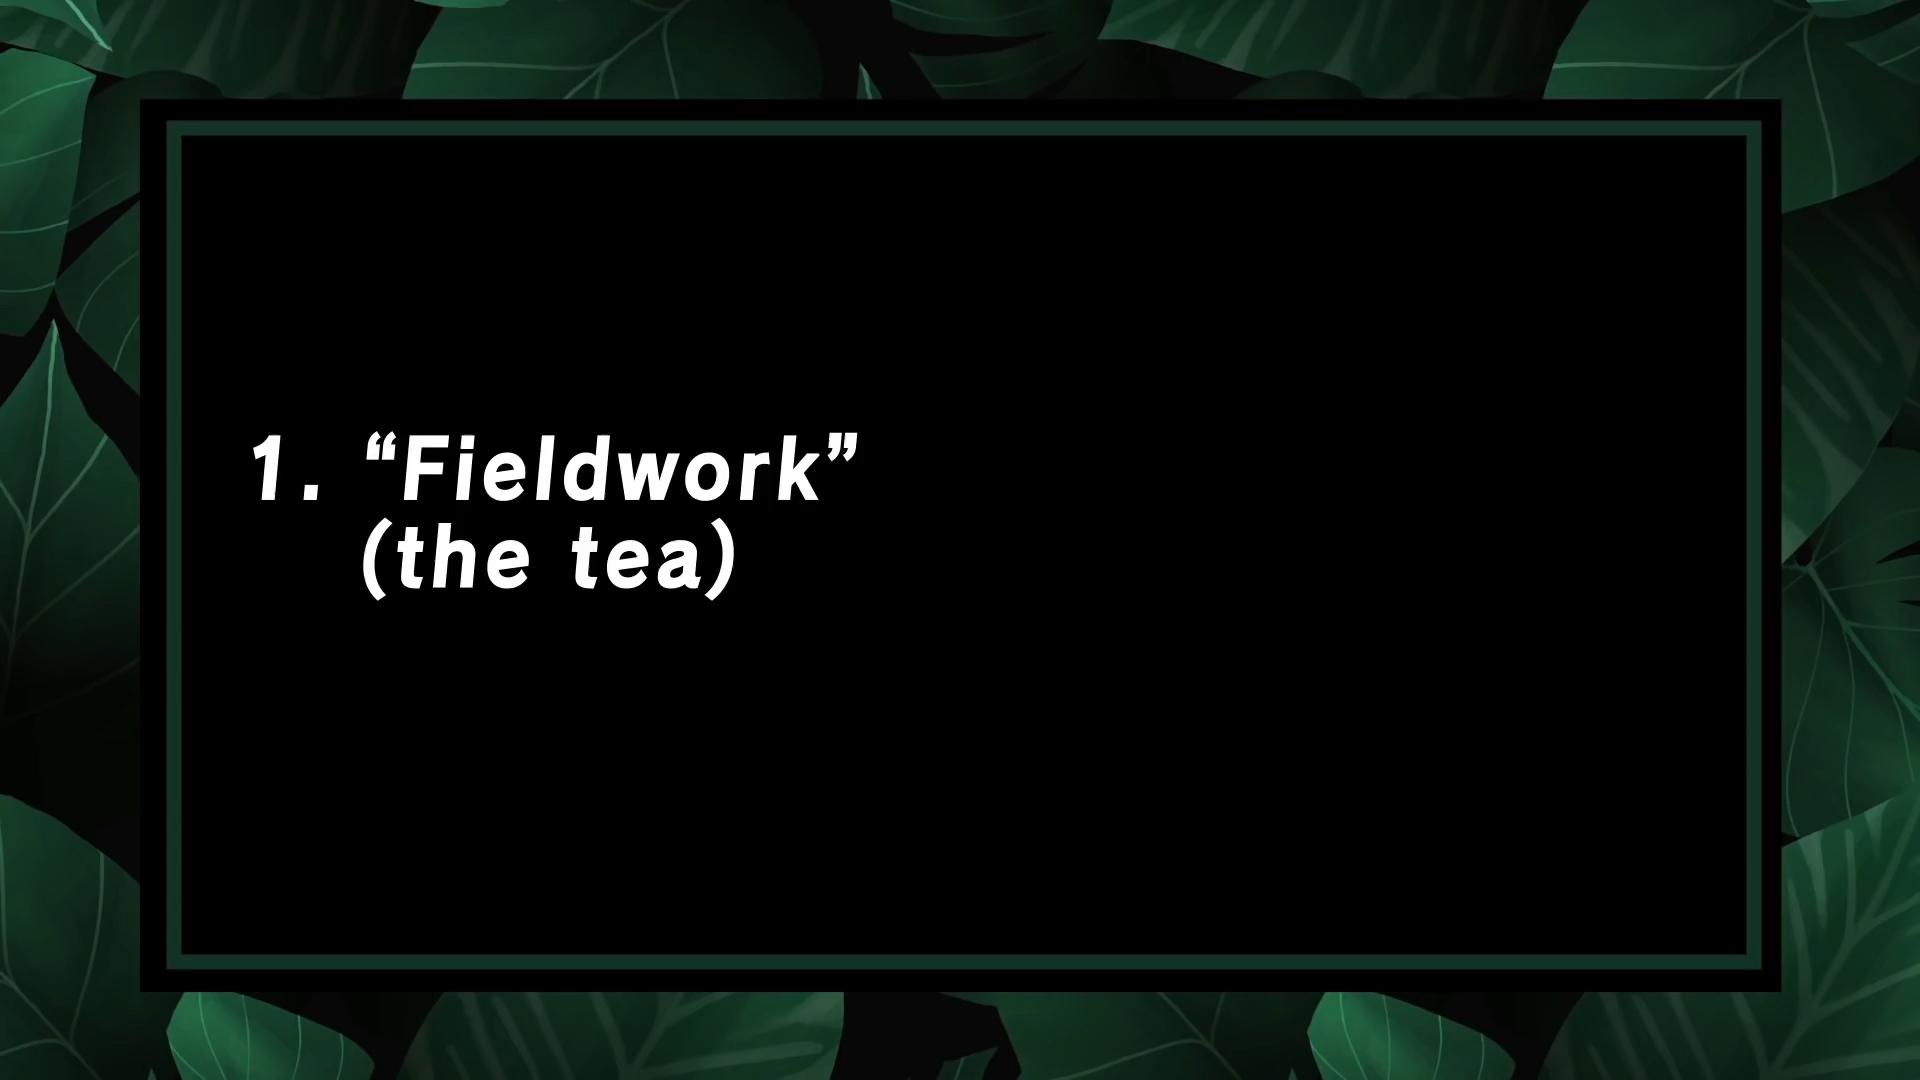 1. “Fieldwork”
(the tea)